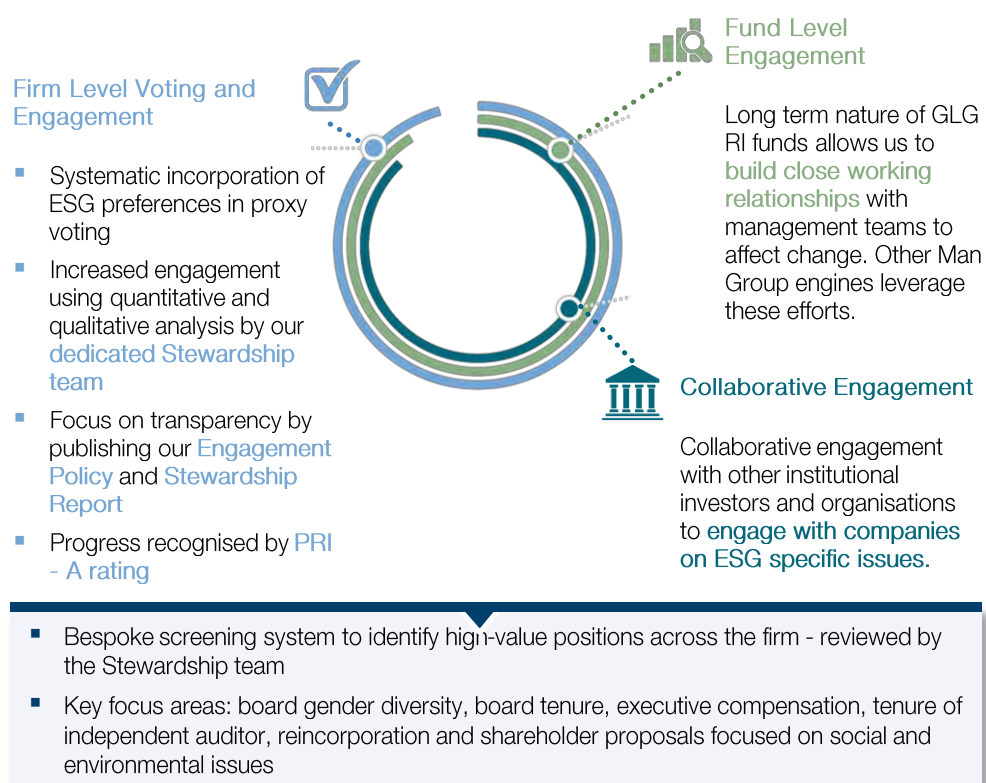 Firm Level Voting and
Engagement
Systematic incorporation of
ESG preferences in proxy
voting
Increased engagement
using quantitative and
qualitative analysis by our
dedicated Stewardship
team
Focus on transparency by
publishing our Engagement
Policy and Stewardship
Report
Progress recognised by PRI
- A rating
Fund Level
Engagement
Long term nature of GLG
RI funds allows us to
build close working
relationships with
management teams to
affect change. Other Man
Group engines leverage
these efforts.
Collaborative Engagement
Collaborative engagement
with other institutional
investors and organisations
to engage with companies
on ESG specific issues.
Bespoke screening system to identify high-value positions across the firm - reviewed by
the Stewardship team
Key focus areas: board gender diversity, board tenure, executive compensation, tenure of
independent auditor, reincorporation and shareholder proposals focused on social and
environmental issues